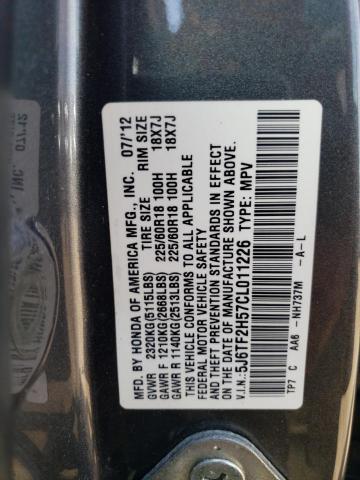 MFD. BY HONDA OF AMERICA MFG., INC. 07/'12
TIRE SIZE RIM SIZE
GVWR 2320KG(5115LBS)
GAWR F 1210KG(2668LBS) 225/60R18 100H 18X7J
GAWR R 1140KG(2513LBS) 225/60R18 100H 18X7J
THIS VEHICLE CONFORMS TO ALL APPLICABLE
FEDERAL MOTOR VEHICLE SAFETY
AND THEFT PREVENTION STANDARDS IN EFFECT
ON THE DATE OF MANUFACTURE SHOWN ABOVE.
V.I.N.:5J6TF2H57CL011226 TYPE: MPV
TP7 C AA6 -NH737M -A-L
INC. 07/'12